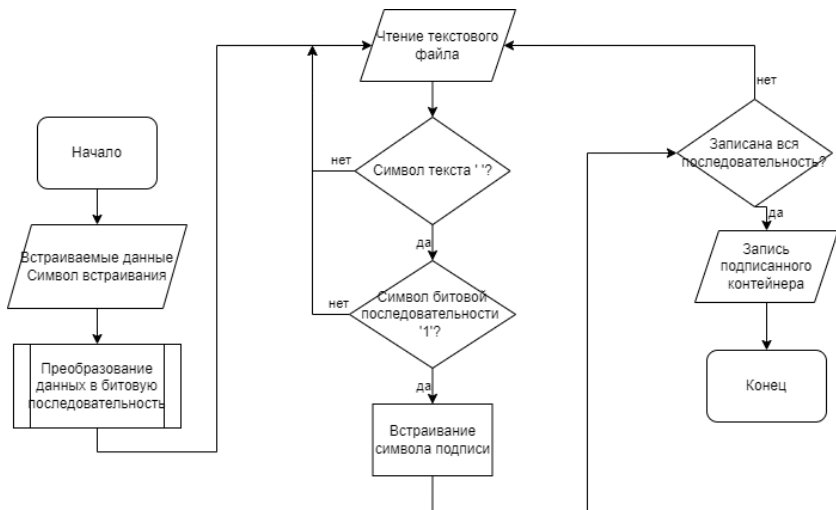 Начало
Встраиваемые данные
Символ встраивания
Преобразование
данных в битовую
последовательность
Чтение текстового
файла
Символ текста ' '?
нет
да
Символ битовой
последовательности
'1'?
нет
да
Встраивание
символа подписи
Записана вся
последовательность?
нет
да
Запись
подписанного
контейнера
Конец